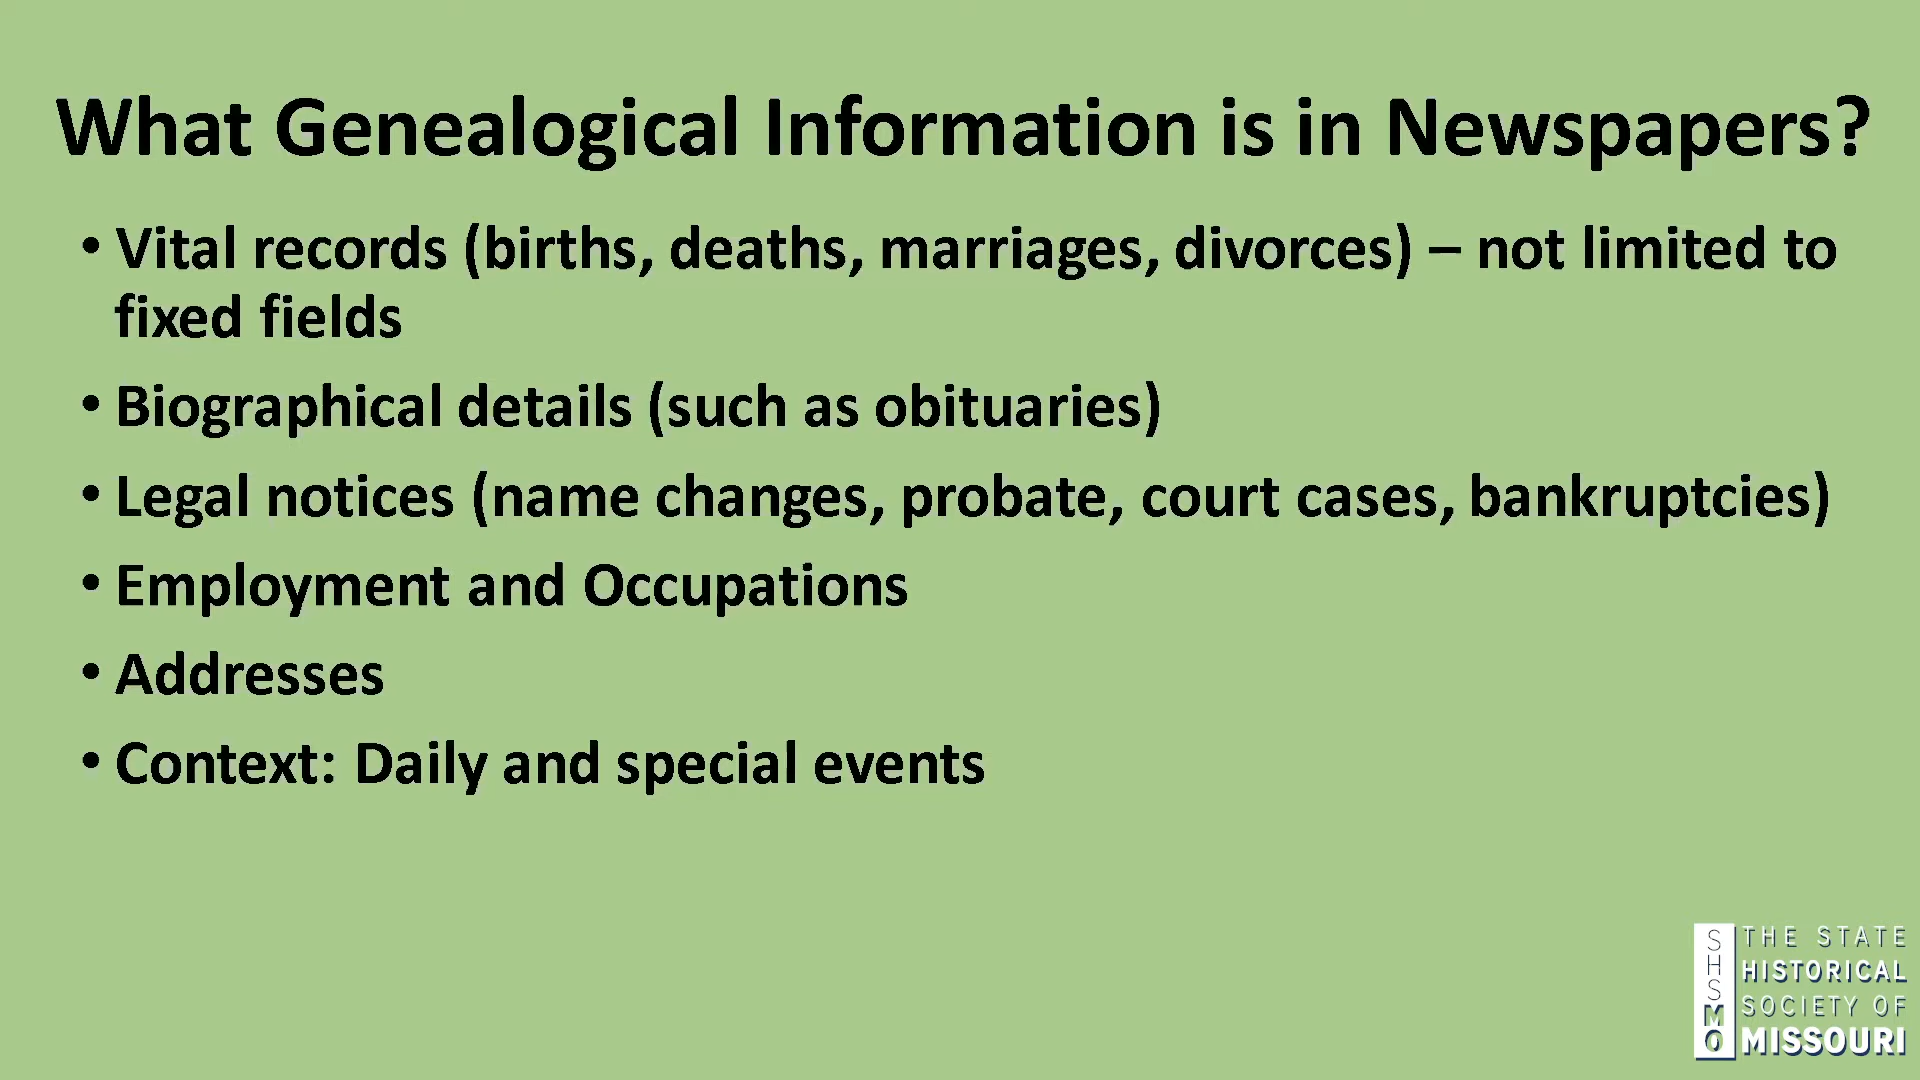 What Genealogical Information is in Newspapers?
• Vital records (births, deaths, marriages, divorces) – not limited to
fixed fields
• Biographical details (such as obituaries)
• Legal notices (name changes, probate, court cases, bankruptcies)
• Employment and Occupations
• Addresses
• Context: Daily and special events
SHSMO
THE STATE
HISTORICAL
SOCIETY OF
MISSOURI